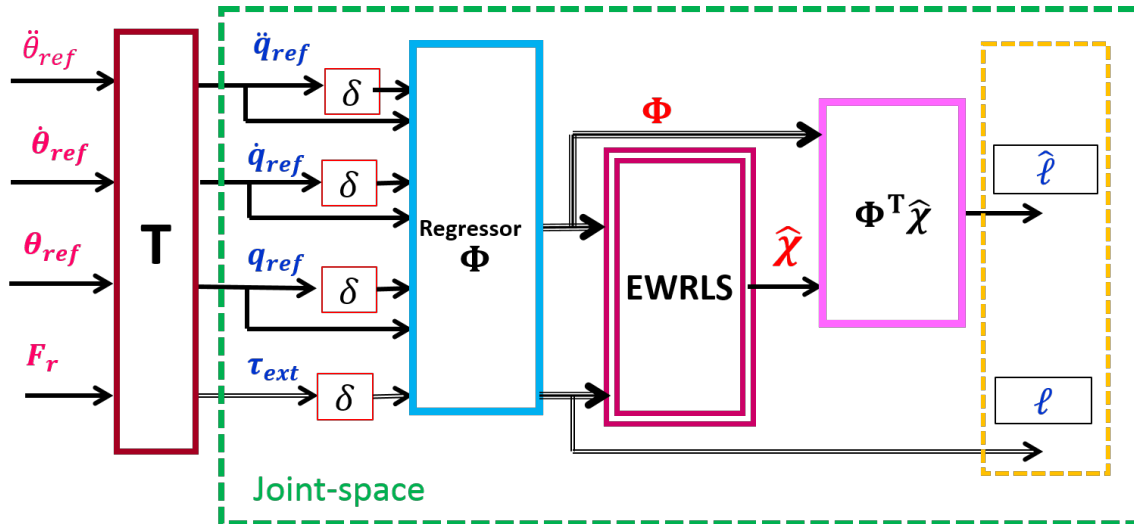 θ̈_ref
θ̇_ref
θ_ref
F_r
T
q̈_ref
δ
q̇_ref
δ
q_ref
δ
τ_ext
δ
Regressor
Φ
Φ
EWRLS
χ̂
Φ^T χ̂
ℓ̂
ℓ
Joint-space